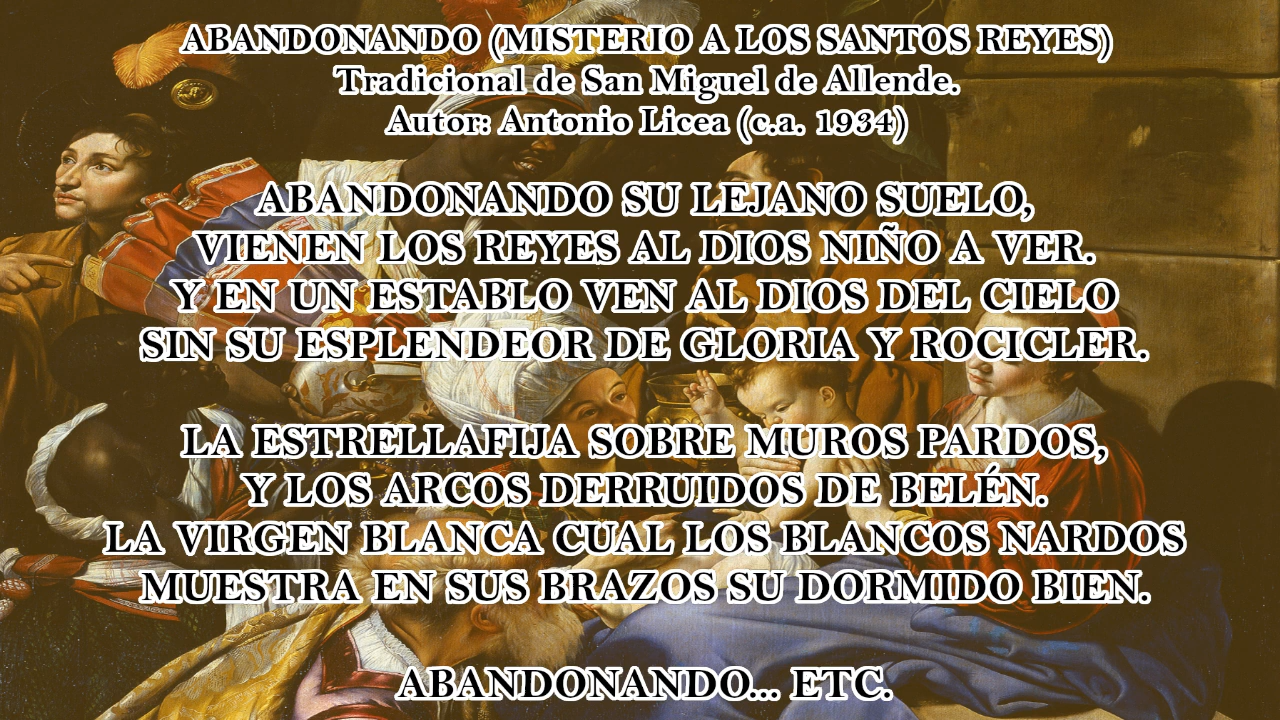 ABANDONANDO (MISTERIO A LOS SANTOS REYES)
Tradicional de San Miguel de Allende.
Autor: Antonio Licea (c.a. 1934)
ABANDONANDO SU LEJANO SUELO,
VIENEN LOS REYES AL DIOS NIÑO A VER.
Y EN UN ESTABLO VEN AL DIOS DEL CIELO
SIN SU ESPLENDEOR DE GLORIA Y ROCICLER.
LA ESTRELLAFIJA SOBRE MUROS PARDOS,
Y LOS ARCOS DERRUIDOS DE BELÉN.
LA VIRGEN BLANCA CUAL LOS BLANCOS NARDOS
MUESTRA EN SUS BRAZOS SU DORMIDO BIEN.
ABANDONANDO... ETC.